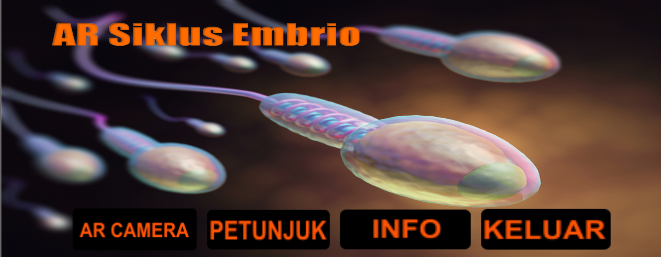 AR Siklus Embrio
AR CAMERA PETUNJUK INFO KELUAR